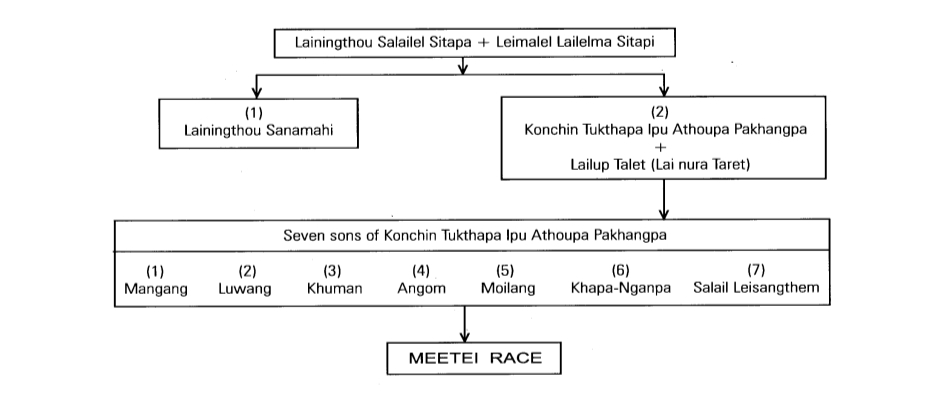 Lainingthou Salailel Sitapa + Leimalel Lailelma Sitapi
(1)
Lainingthou Sanamahi
(2)
Konchin Tukthapa Ipu Athoupa Pakhangpa
+
Lailup Talet (Lai nura Taret)
Seven sons of Konchin Tukthapa Ipu Athoupa Pakhangpa
(1) (2) (3) (4) (5) (6) (7)
Mangang Luwang Khuman Angom Moilang Khapa-Nganpa Salail Leisangthem
MEETEI RACE